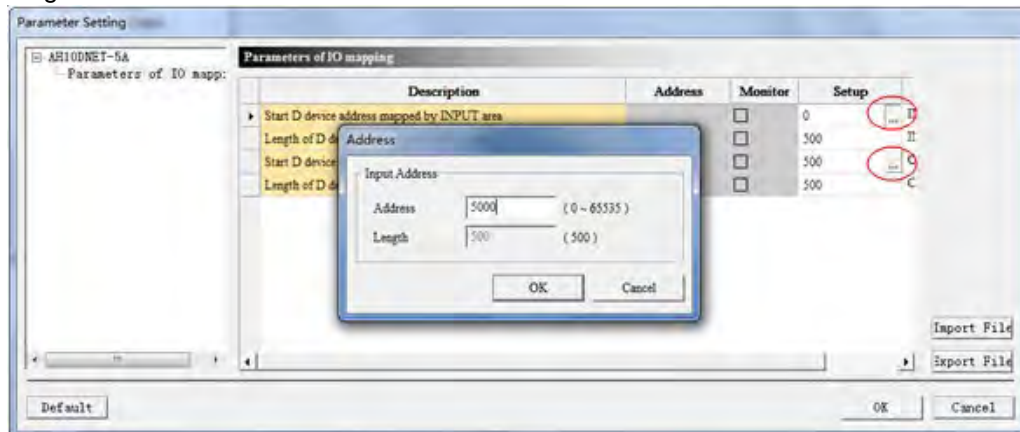 Parameter Setting
AH10DNET-5A
Parameters of IO mapp:
Parameters of IO mapping
Description Address Monitor Setup
Start D device address mapped by INPUT area 0 ...
Length of D de 500
Start D device 500 ...
Length of D de 500
Address
Input Address
Address 5000 ( 0 ~ 65535 )
Length 500 ( 500 )
OK Cancel
Import File
Export File
Default OK Cancel